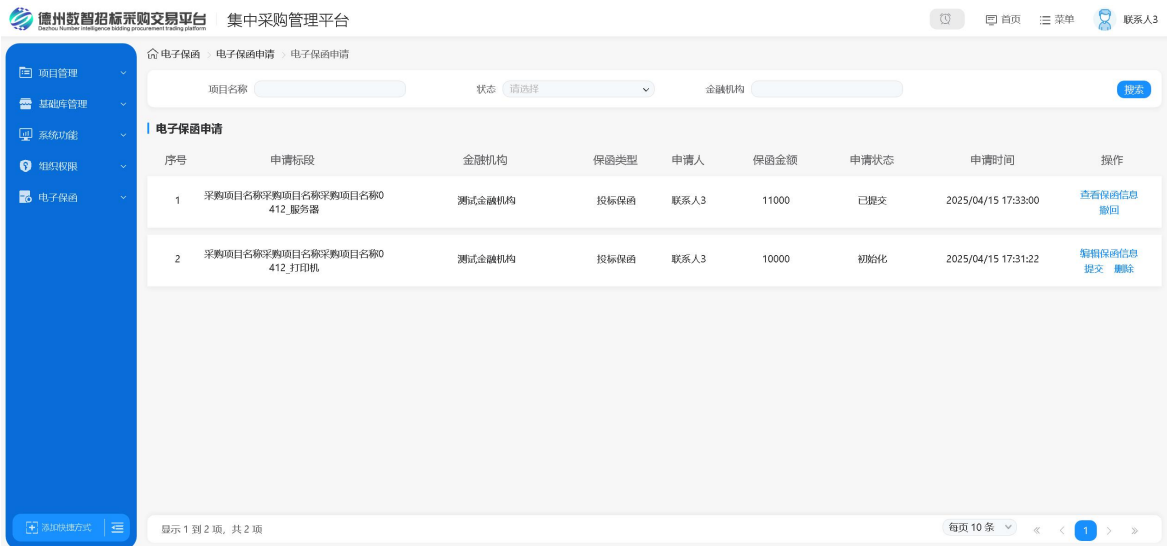 德州数智招标采购交易平台 集中采购管理平台 首页 菜单 联系人3
Dezhou Number intelligence bidding procurement trading platform
电子保函 电子保函申请 电子保函申请
项目管理
基础库管理
系统功能
组织权限
电子保函
添加快捷方式
项目名称 状态 请选择 金融机构 搜索
电子保函申请
序号 申请标段 金融机构 保函类型 申请人 保函金额 申请状态 申请时间 操作
1 采购项目名称采购项目名称采购项目名称0 测试金融机构 投标保函 联系人3 11000 已提交 2025/04/15 17:33:00 查看保函信息
412_服务器 撤回
2 采购项目名称采购项目名称采购项目名称0 测试金融机构 投标保函 联系人3 10000 初始化 2025/04/15 17:31:22 编辑保函信息
412_打印机 提交 删除
显示 1 到 2 项, 共 2 项 每页 10 条 « < 1 > »